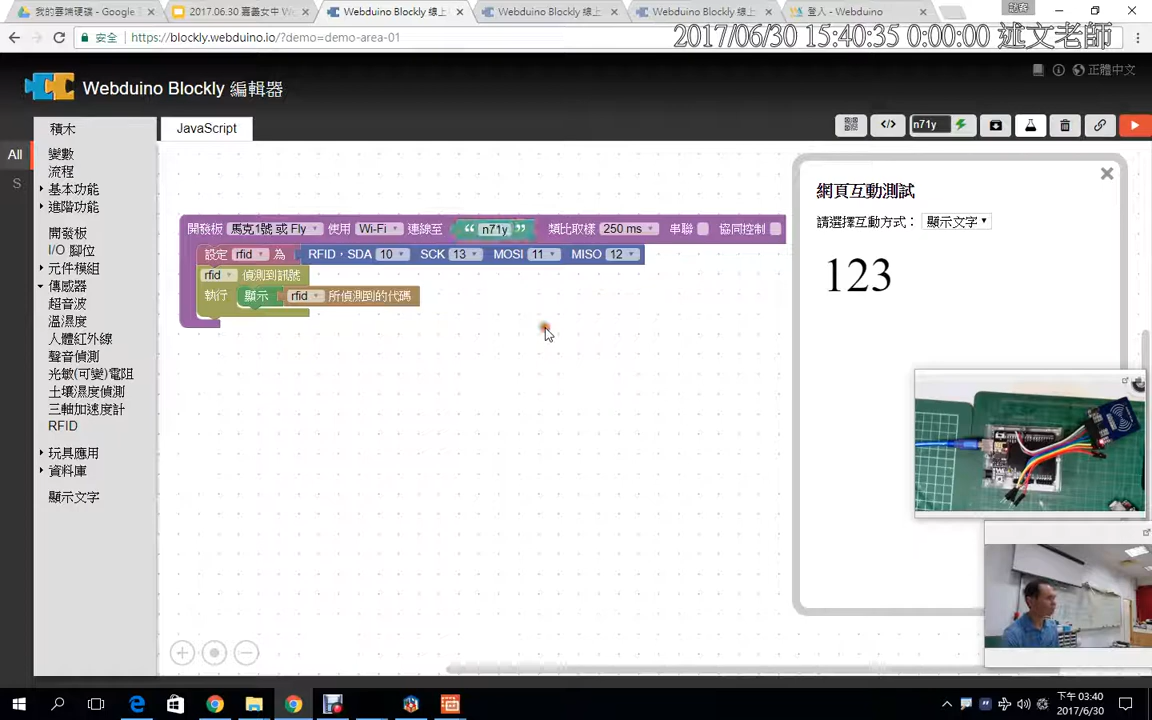 我的雲端硬碟 - Google
2017.06.30 嘉義女中 W
Webduino Blockly 線上
Webduino Blockly 線上
Webduino Blockly 線上
登入 - Webduino
安全
https://blockly.webduino.io/?demo=demo-area-01
2017/06/30 15:40:35 0:00:00 述文老師
Webduino Blockly 編輯器
正體中文
積木
JavaScript
n71y
All
S
變數
流程
基本功能
進階功能
開發板
I/O 腳位
元件模組
傳感器
超音波
溫濕度
人體紅外線
聲音偵測
光敏(可變)電阻
土壤濕度偵測
三軸加速度計
RFID
玩具應用
資料庫
顯示文字
開發板 馬克1號 或 Fly 使用 Wi-Fi 連線至 “ n71y ” 類比取樣 250 ms 串聯 協同控制
設定 rfid 為 RFID,SDA 10 SCK 13 MOSI 11 MISO 12
rfid 偵測到訊號
執行 顯示 rfid 所偵測到的代碼
網頁互動測試
請選擇互動方式: 顯示文字
123
下午 03:40
2017/6/30